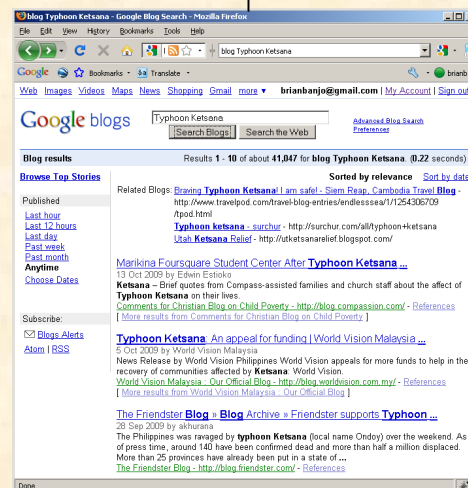 blog Typhoon Ketsana - Google Blog Search - Mozilla Firefox
File Edit View History Bookmarks Tools Help
blog Typhoon Ketsana
Google Bookmarks Translate brianb
Web Images Videos Maps News Shopping Gmail more ▼ brianbanjo@gmail.com | My Account | Sign out
Google blogs
Typhoon Ketsana
Search Blogs Search the Web
Advanced Blog Search
Preferences
Blog results Results 1 - 10 of about 41,047 for blog Typhoon Ketsana. (0.22 seconds)
Browse Top Stories
Sorted by relevance Sort by date
Published
Last hour
Last 12 hours
Last day
Past week
Past month
Anytime
Choose Dates
Subscribe:
Blogs Alerts
Atom | RSS
Related Blogs: Braving Typhoon Ketsana! I am safe! - Siem Reap, Cambodia Travel Blog -
http://www.travelpod.com/travel-blog-entries/endlesssea/1/1254306709
/tpod.html
Typhoon ketsana - surchur - http://surchur.com/all/typhoon+ketsana
Utah Ketsana Relief - http://utketsanarelief.blogspot.com/
Marikina Foursquare Student Center After Typhoon Ketsana ...
13 Oct 2009 by Edwin Estioko
Ketsana – Brief quotes from Compass-assisted families and church staff about the affect of
Typhoon Ketsana on their lives.
Comments for Christian Blog on Child Poverty - http://blog.compassion.com/ - References
[ More results from Comments for Christian Blog on Child Poverty ]
Typhoon Ketsana: An appeal for funding | World Vision Malaysia ...
5 Oct 2009 by World Vision Malaysia
News Release by World Vision Philippines World Vision appeals for more funds to help in the
recovery of communities affected by Ketsana: World Vision.
World Vision Malaysia : Our Official Blog - http://blog.worldvision.com.my/ - References
[ More results from World Vision Malaysia : Our Official Blog ]
The Friendster Blog » Blog Archive » Friendster supports Typhoon ...
28 Sep 2009 by akhurana
The Philippines was ravaged by typhoon Ketsana (local name Ondoy) over the weekend. As
of press time, around 140 have been confirmed dead and more than half a million displaced.
More than 25 provinces have already been put in a state of ...
The Friendster Blog - http://blog.friendster.com/ - References
Done